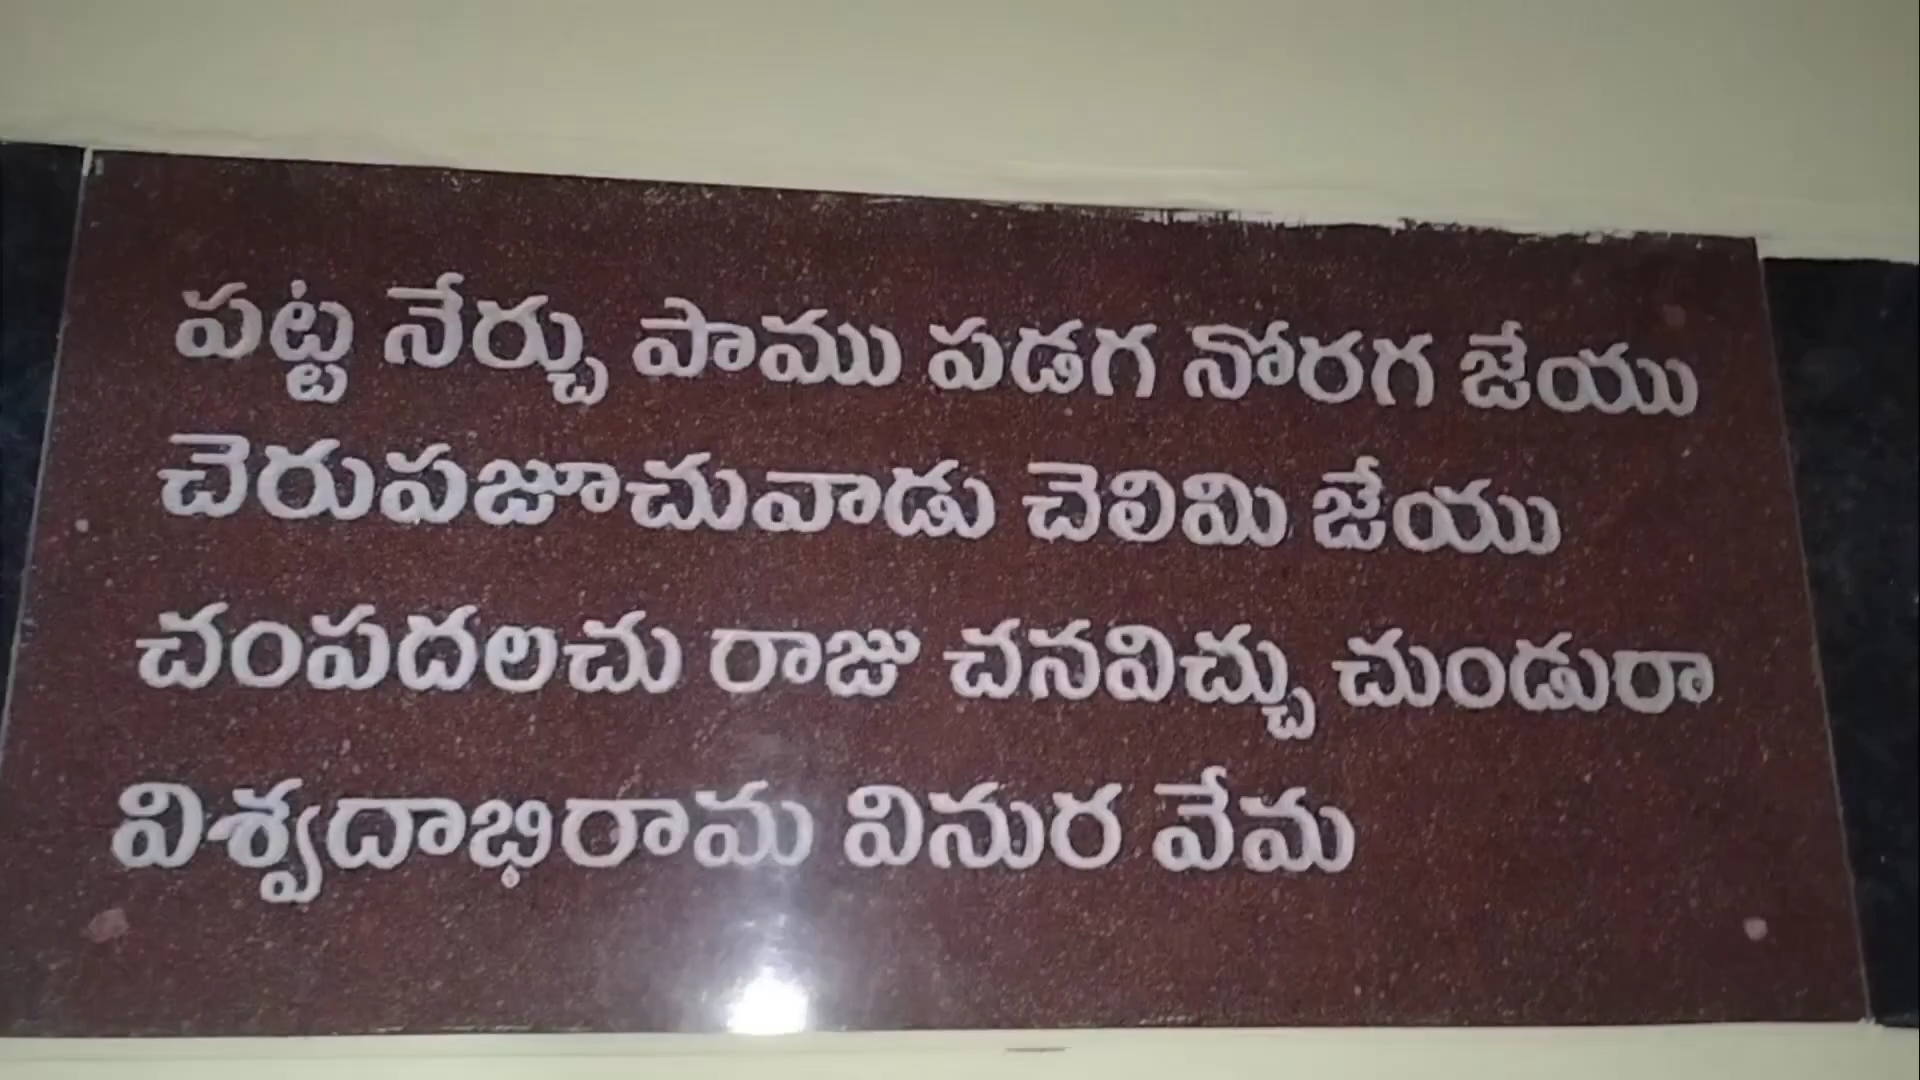 పట్ట నేర్చు పాము పడగ నోరగ జేయు
చెరుపజూచువాడు చెలిమి జేయు
చంపదలచు రాజు చనవిచ్చు చుండురా
విశ్వదాభిరామ వినుర వేమ